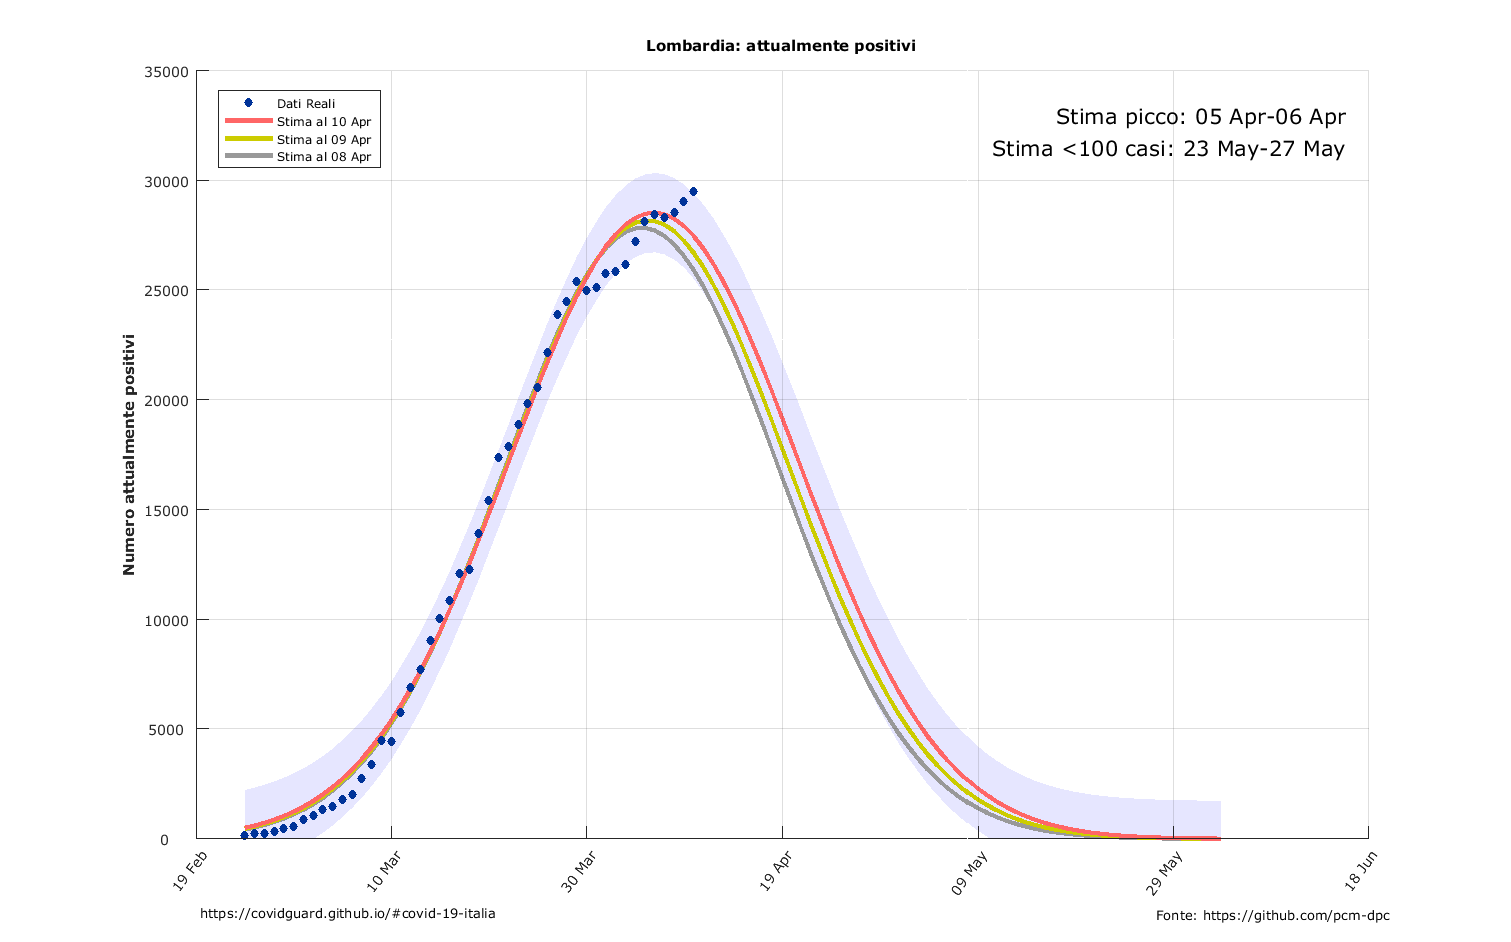 Lombardia: attualmente positivi
35000
30000
25000
20000
15000
10000
5000
0
Numero attualmente positivi
Dati Reali
Stima al 10 Apr
Stima al 09 Apr
Stima al 08 Apr
Stima picco: 05 Apr-06 Apr
Stima <100 casi: 23 May-27 May
19 Feb
10 Mar
30 Mar
19 Apr
09 May
29 May
18 Jun
https://covidguard.github.io/#covid-19-italia
Fonte: https://github.com/pcm-dpc